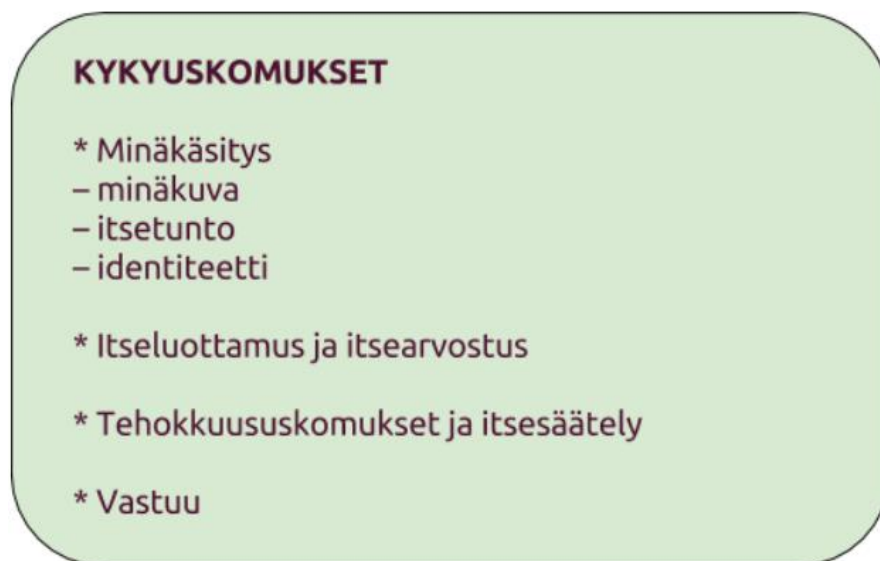 KYKYUSKOMUKSET
* Minäkäsitys
– minäkuva
– itsetunto
– identiteetti
* Itseluottamus ja itsearvostus
* Tehokkuususkomukset ja itsesäätely
* Vastuu